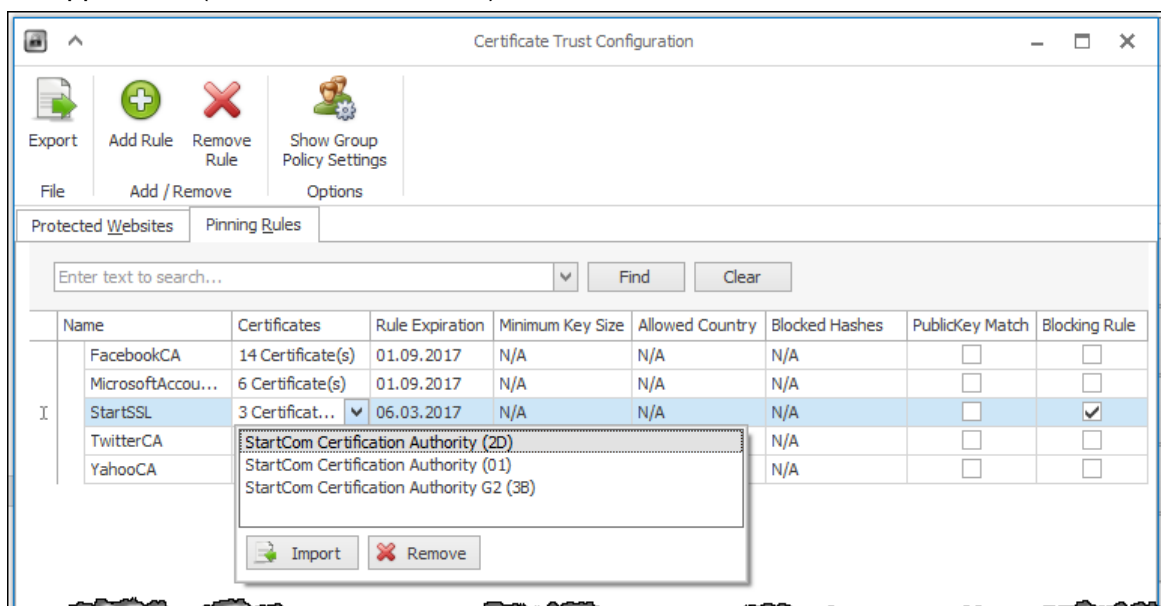 Certificate Trust Configuration
Export
Add Rule
Remove
Rule
Show Group
Policy Settings
File
Add / Remove
Options
Protected Websites
Pinning Rules
Enter text to search...
Find
Clear
Name Certificates Rule Expiration Minimum Key Size Allowed Country Blocked Hashes PublicKey Match Blocking Rule
FacebookCA 14 Certificate(s) 01.09.2017 N/A N/A N/A
MicrosoftAccou... 6 Certificate(s) 01.09.2017 N/A N/A N/A
StartSSL 3 Certificat... 06.03.2017 N/A N/A N/A
TwitterCA N/A
YahooCA N/A
StartCom Certification Authority (2D)
StartCom Certification Authority (01)
StartCom Certification Authority G2 (3B)
Import
Remove